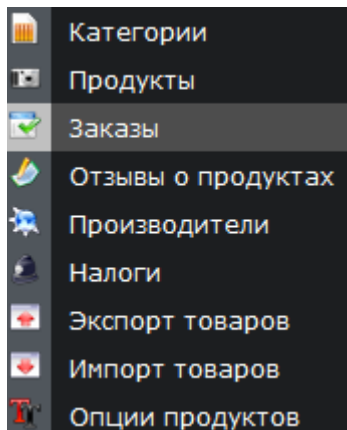 Категории
Продукты
Заказы
Отзывы о продуктах
Производители
Налоги
Экспорт товаров
Импорт товаров
Опции продуктов